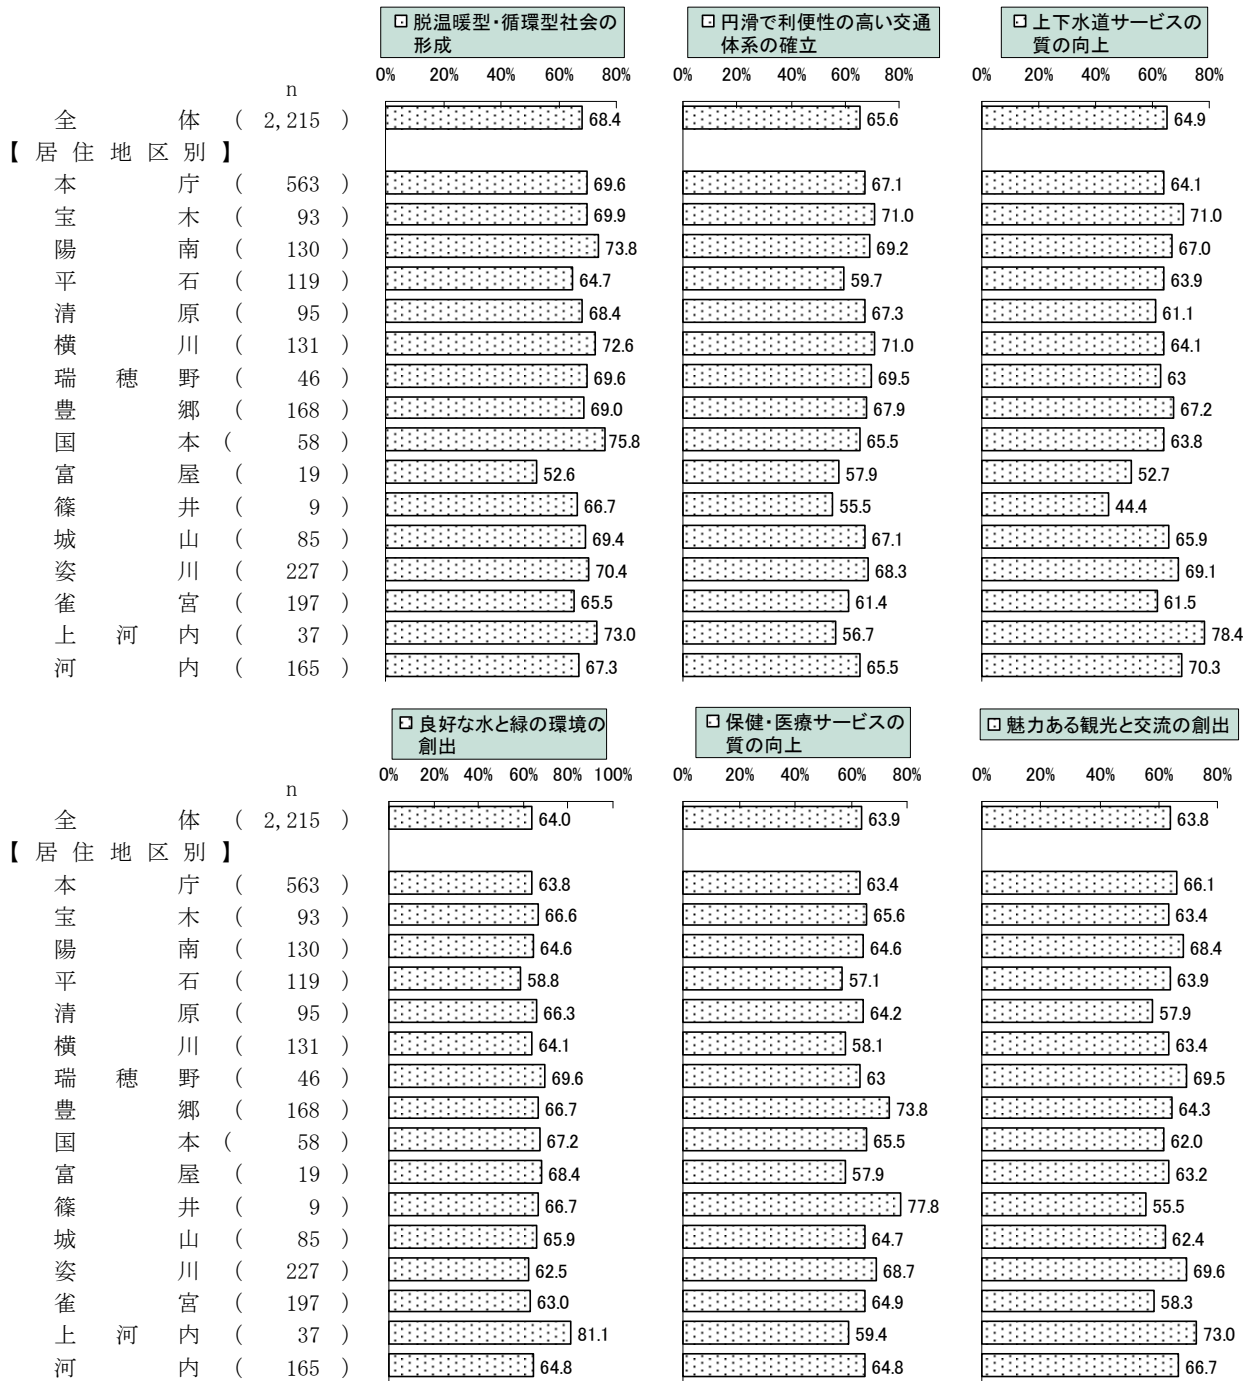 脱温暖型・循環型社会の
形成
円滑で利便性の高い交通
体系の確立
上下水道サービスの
質の向上
0% 20% 40% 60% 80% 0% 20% 40% 60% 80% 0% 20% 40% 60% 80%
n
全体 ( 2,215 ) 68.4 65.6 64.9
【居住地区別】
本庁 ( 563 ) 69.6 67.1 64.1
宝木 ( 93 ) 69.9 71.0 71.0
陽南 ( 130 ) 73.8 69.2 67.0
平石 ( 119 ) 64.7 59.7 63.9
清原 ( 95 ) 68.4 67.3 61.1
横川 ( 131 ) 72.6 71.0 64.1
瑞穂野 ( 46 ) 69.6 69.5 63
豊郷 ( 168 ) 69.0 67.9 67.2
国本 ( 58 ) 75.8 65.5 63.8
富屋 ( 19 ) 52.6 57.9 52.7
篠井 ( 9 ) 66.7 55.5 44.4
城山 ( 85 ) 69.4 67.1 65.9
姿川 ( 227 ) 70.4 68.3 69.1
雀宮 ( 197 ) 65.5 61.4 61.5
上河内 ( 37 ) 73.0 56.7 78.4
河内 ( 165 ) 67.3 65.5 70.3
良好な水と緑の環境の
創出
保健・医療サービスの
質の向上
魅力ある観光と交流の創出
0% 20% 40% 60% 80% 100% 0% 20% 40% 60% 80% 0% 20% 40% 60% 80%
n
全体 ( 2,215 ) 64.0 63.9 63.8
【居住地区別】
本庁 ( 563 ) 63.8 63.4 66.1
宝木 ( 93 ) 66.6 65.6 63.4
陽南 ( 130 ) 64.6 64.6 68.4
平石 ( 119 ) 58.8 57.1 63.9
清原 ( 95 ) 66.3 64.2 57.9
横川 ( 131 ) 64.1 58.1 63.4
瑞穂野 ( 46 ) 69.6 63 69.5
豊郷 ( 168 ) 66.7 73.8 64.3
国本 ( 58 ) 67.2 65.5 62.0
富屋 ( 19 ) 68.4 57.9 63.2
篠井 ( 9 ) 66.7 77.8 55.5
城山 ( 85 ) 65.9 64.7 62.4
姿川 ( 227 ) 62.5 68.7 69.6
雀宮 ( 197 ) 63.0 64.9 58.3
上河内 ( 37 ) 81.1 59.4 73.0
河内 ( 165 ) 64.8 64.8 66.7